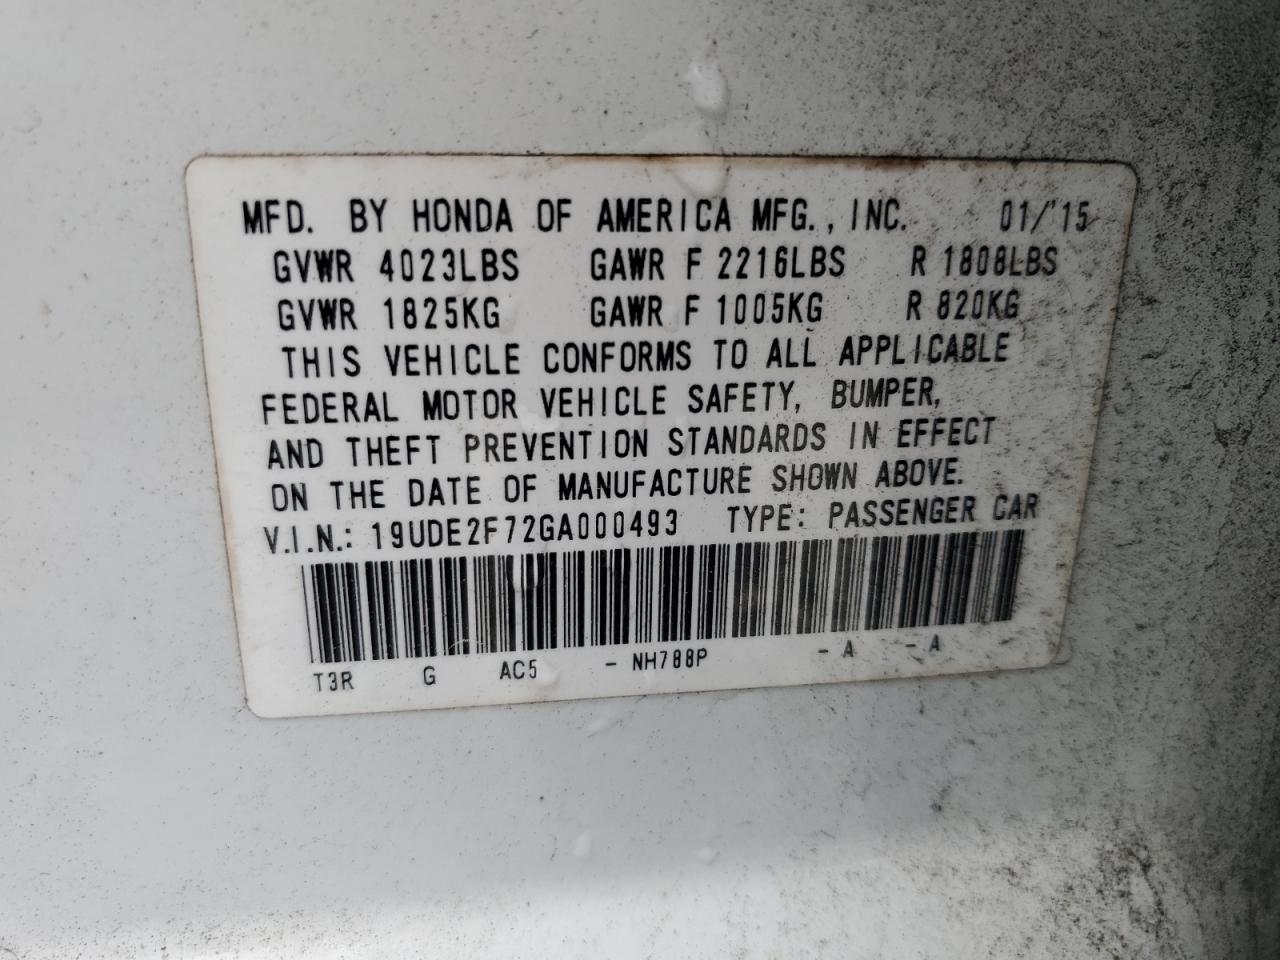 MFD. BY HONDA OF AMERICA MFG., INC. 01/'15
GVWR 4023LBS GAWR F 2216LBS R 1808LBS
GVWR 1825KG GAWR F 1005KG R 820KG
THIS VEHICLE CONFORMS TO ALL APPLICABLE
FEDERAL MOTOR VEHICLE SAFETY, BUMPER,
AND THEFT PREVENTION STANDARDS IN EFFECT
ON THE DATE OF MANUFACTURE SHOWN ABOVE.
V.I.N.: 19UDE2F72GA000493 TYPE: PASSENGER CAR
T3R G AC5 - NH788P - A - A